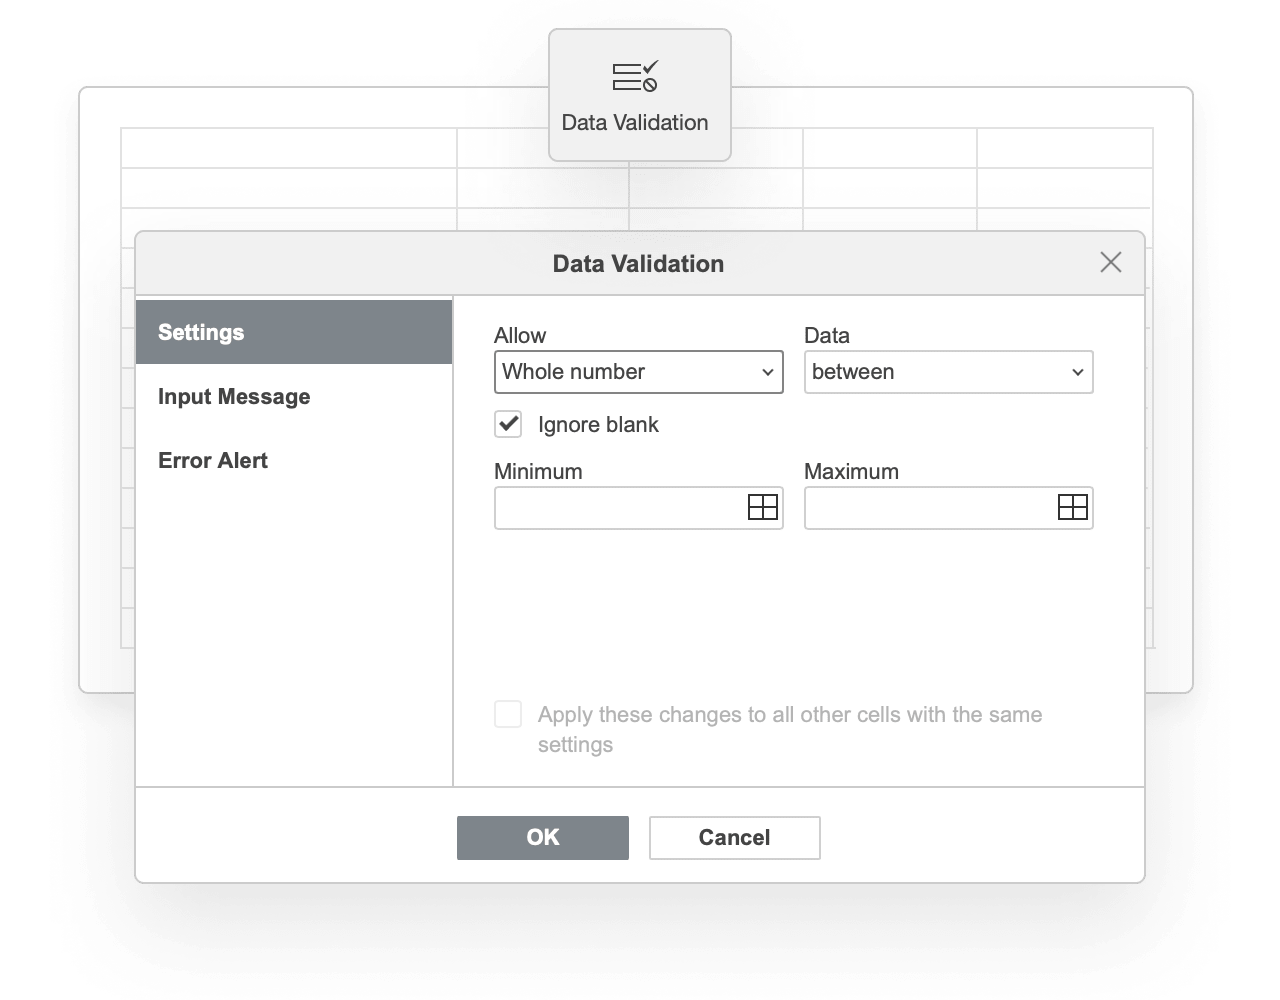 Data Validation
Data Validation
Settings
Input Message
Error Alert
Allow
Data
Whole number
between
Ignore blank
Minimum
Maximum
Apply these changes to all other cells with the same
settings
OK
Cancel